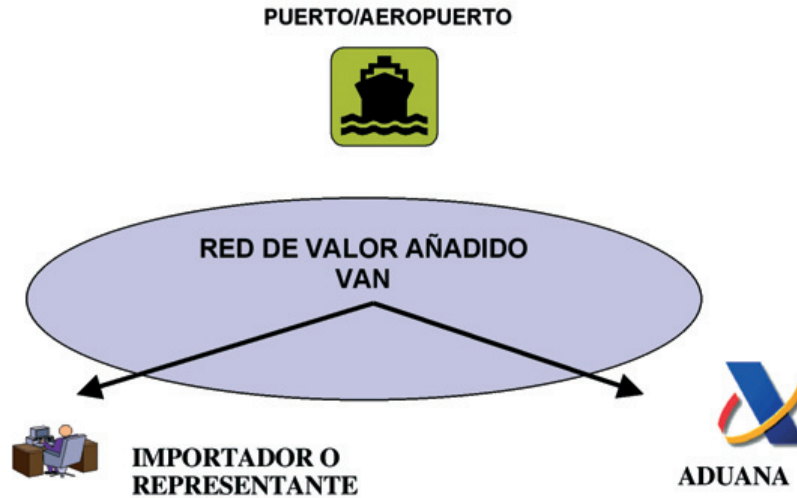 PUERTO/AEROPUERTO
RED DE VALOR AÑADIDO
VAN
IMPORTADOR O
REPRESENTANTE
ADUANA